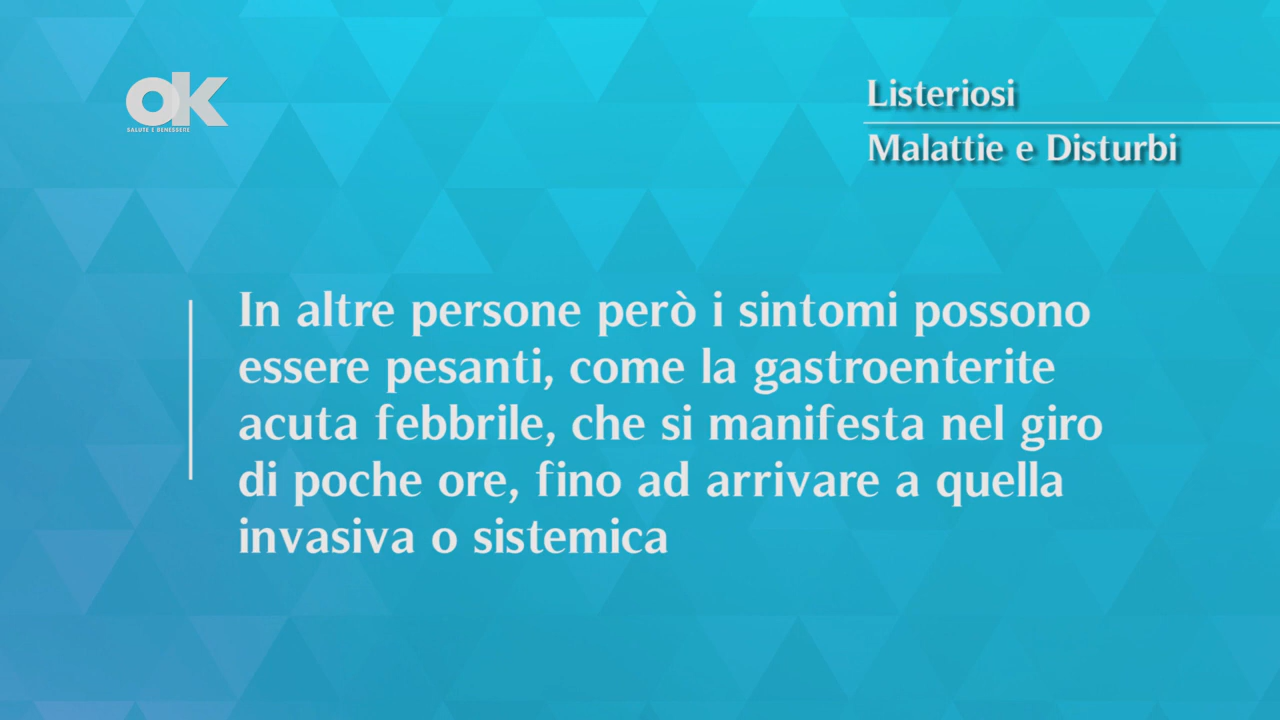 ok
SALUTE E BENESSERE
Listeriosi
Malattie e Disturbi
In altre persone però i sintomi possono
essere pesanti, come la gastroenterite
acuta febbrile, che si manifesta nel giro
di poche ore, fino ad arrivare a quella
invasiva o sistemica